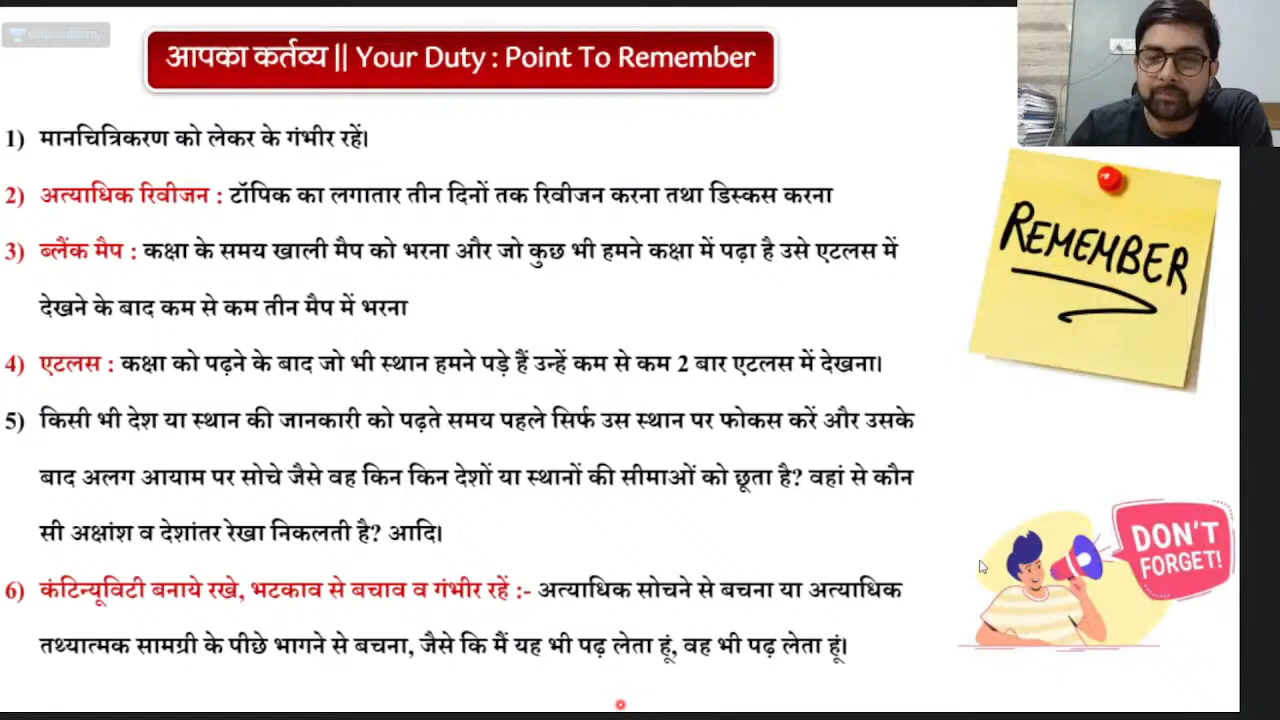 unacademy
आपका कर्तव्य || Your Duty : Point To Remember
1) मानचित्रिकरण को लेकर के गंभीर रहें।
2) अत्याधिक रिवीजन : टॉपिक का लगातार तीन दिनों तक रिवीजन करना तथा डिस्कस करना
3) ब्लैंक मैप : कक्षा के समय खाली मैप को भरना और जो कुछ भी हमने कक्षा में पढ़ा है उसे एटलस में
देखने के बाद कम से कम तीन मैप में भरना
4) एटलस : कक्षा को पढ़ने के बाद जो भी स्थान हमने पड़े हैं उन्हें कम से कम 2 बार एटलस में देखना।
5) किसी भी देश या स्थान की जानकारी को पढ़ते समय पहले सिर्फ उस स्थान पर फोकस करें और उसके
बाद अलग आयाम पर सोचे जैसे वह किन किन देशों या स्थानों की सीमाओं को छूता है? वहां से कौन
सी अक्षांश व देशांतर रेखा निकलती है? आदि।
6) कंटिन्यूविटी बनाये रखे, भटकाव से बचाव व गंभीर रहें :- अत्याधिक सोचने से बचना या अत्याधिक
तथ्यात्मक सामग्री के पीछे भागने से बचना, जैसे कि मैं यह भी पढ़ लेता हूं, वह भी पढ़ लेता हूं।
REMEMBER
DON'T
FORGET!